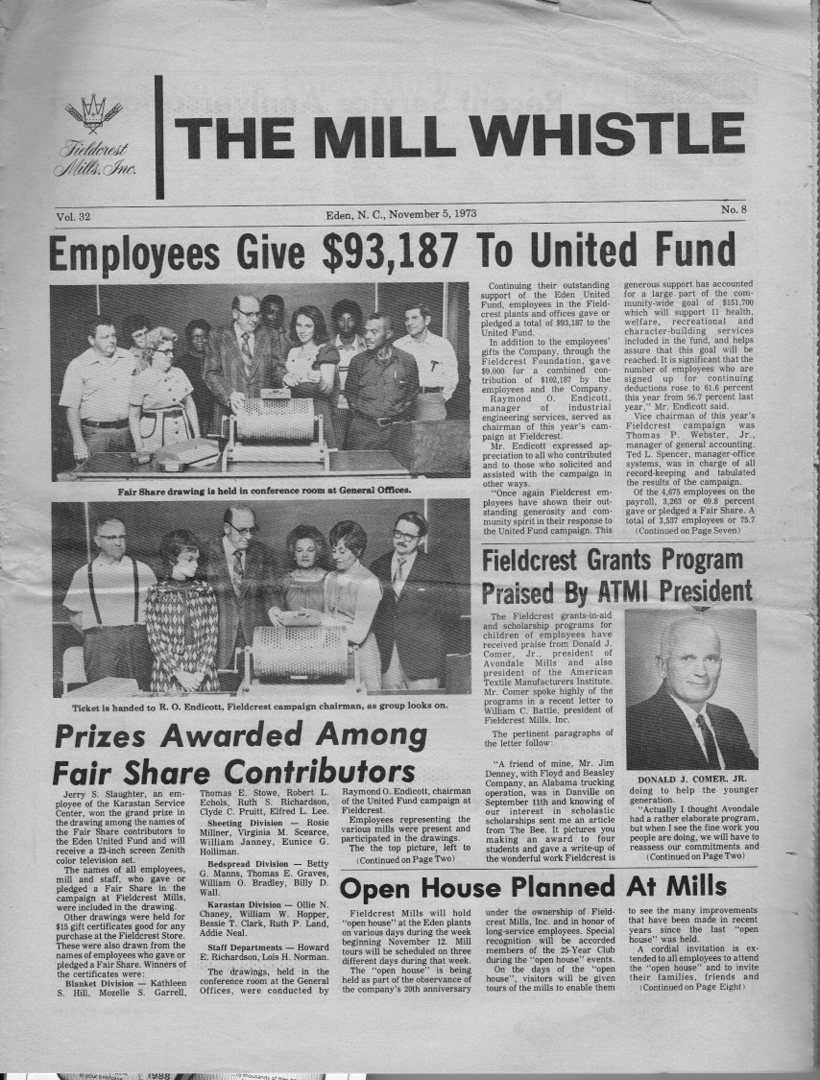 Fieldcrest
Mills, Inc.
THE MILL WHISTLE
Vol. 32
Eden, N. C., November 5, 1973
No. 8
Employees Give $93,187 To United Fund
Fair Share drawing is held in conference room at General Offices.
Ticket is handed to R. O. Endicott, Fieldcrest campaign chairman, as group looks on.
Continuing their outstanding
support of the Eden United
Fund, employees in the Field-
crest plants and offices gave or
pledged a total of $93,187 to the
United Fund.
In addition to the employees'
gifts the Company, through the
Fieldcrest Foundation, gave
$9,000 for a combined con-
tribution of $102,187 by the
employees and the Company.
Raymond O. Endicott,
manager of industrial
engineering services, served as
chairman of this year's cam-
paign at Fieldcrest.
Mr. Endicott expressed ap-
preciation to all who contributed
and to those who solicited and
assisted with the campaign in
other ways.
"Once again Fieldcrest em-
ployees have shown their out-
standing generosity and com-
munity spirit in their response to
the United Fund campaign. This
generous support has accounted
for a large part of the com-
munity-wide goal of $151,700
which will support 11 health,
welfare, recreational and
character-building services
included in the fund, and helps
assure that this goal will be
reached. It is significant that the
number of employees who are
signed up for continuing
deductions rose to 61.6 percent
this year from 56.7 percent last
year," Mr. Endicott said.
Vice chairman of this year's
Fieldcrest campaign was
Thomas P. Webster, Jr.,
manager of general accounting.
Ted L. Spencer, manager-office
systems, was in charge of all
record-keeping and tabulated
the results of the campaign.
Of the 4,675 employees on the
payroll, 3,263 or 69.8 percent
gave or pledged a Fair Share. A
total of 3,537 employees or 75.7
(Continued on Page Seven)
Fieldcrest Grants Program
Praised By ATMI President
The Fieldcrest grants-in-aid
and scholarship programs for
children of employees have
received praise from Donald J.
Comer, Jr., president of
Avondale Mills and also
president of the American
Textile Manufacturers Institute.
Mr. Comer spoke highly of the
programs in a recent letter to
William C. Battle, president of
Fieldcrest Mills, Inc.
The pertinent paragraphs of
the letter follow:
"A friend of mine, Mr. Jim
Denney, with Floyd and Beasley
Company, an Alabama trucking
operation, was in Danville on
September 11th and knowing of
our interest in scholastic
scholarships sent me an article
from The Bee. It pictures you
making an award to four
students and gave a write-up of
the wonderful work Fieldcrest is
DONALD J. COMER, JR.
doing to help the younger
generation.
"Actually I thought Avondale
had a rather elaborate program,
but when I see the fine work you
people are doing, we will have to
reassess our commitments and
(Continued on Page Two)
Prizes Awarded Among
Fair Share Contributors
Jerry S. Slaughter, an em-
ployee of the Karastan Service
Center, won the grand prize in
the drawing among the names of
the Fair Share contributors to
the Eden United Fund and will
receive a 23-inch screen Zenith
color television set.
The names of all employees,
mill and staff, who gave or
pledged a Fair Share in the
campaign at Fieldcrest Mills,
were included in the drawing.
Other drawings were held for
$15 gift certificates good for any
purchase at the Fieldcrest Store.
These were also drawn from the
names of employees who gave or
pledged a Fair Share. Winners of
the certificates were:
Blanket Division — Kathleen
S. Hill, Mozelle S. Garrell,
Thomas E. Stowe, Robert L.
Echols, Ruth S. Richardson,
Clyde C. Pruitt, Elfred L. Lee.
Sheeting Division — Rosie
Millner, Virginia M. Scearce,
William Janney, Eunice G.
Holliman.
Bedspread Division — Betty
G. Manns, Thomas E. Graves,
William O. Bradley, Billy D.
Wall.
Karastan Division — Ollie N.
Chaney, William W. Hopper,
Bessie T. Clark, Ruth P. Land,
Addie Neal.
Staff Departments — Howard
E. Richardson, Lois H. Norman.
The drawings, held in the
conference room at the General
Offices, were conducted by
Raymond O. Endicott, chairman
of the United Fund campaign at
Fieldcrest.
Employees representing the
various mills were present and
participated in the drawings.
The the top picture, left to
(Continued on Page Two)
Open House Planned At Mills
Fieldcrest Mills will hold
"open house" at the Eden plants
on various days during the week
beginning November 12. Mill
tours will be scheduled on three
different days during that week.
The "open house" is being
held as part of the observance of
the company's 20th anniversary
under the ownership of Field-
crest Mills, Inc. and in honor of
long-service employees. Special
recognition will be accorded
members of the 25-Year Club
during the "open house" events.
On the days of the "open
house", visitors will be given
tours of the mills to enable them
to see the many improvements
that have been made in recent
years since the last "open
house" was held.
A cordial invitation is ex-
tended to all employees to attend
the "open house" and to invite
their families, friends and
(Continued on Page Eight)
1988